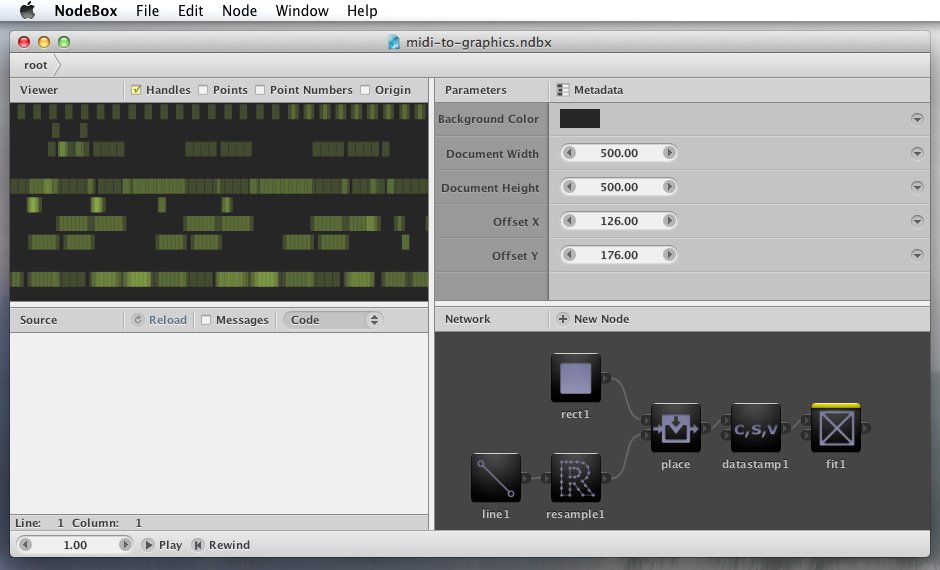 NodeBox File Edit Node Window Help
midi-to-graphics.ndbx
root
Viewer Handles Points Point Numbers Origin
Parameters Metadata
Background Color
Document Width 500.00
Document Height 500.00
Offset X 126.00
Offset Y 176.00
Source Reload Messages Code
Network New Node
rect1
place
c,s,v
datastamp1
fit1
line1
R
resample1
Line: 1 Column: 1
1.00 Play Rewind